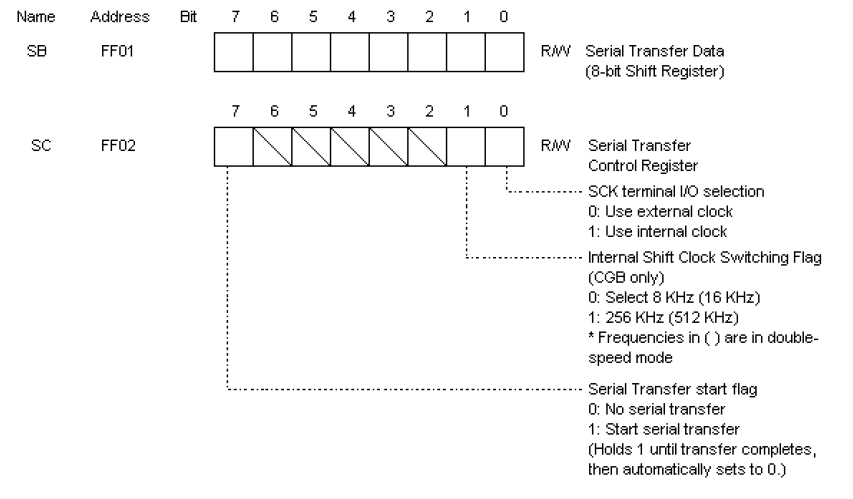 Name Address Bit 7 6 5 4 3 2 1 0
SB FF01 R/W Serial Transfer Data
(8-bit Shift Register)
7 6 5 4 3 2 1 0
SC FF02 R/W Serial Transfer
Control Register
SCK terminal I/O selection
0: Use external clock
1: Use internal clock
Internal Shift Clock Switching Flag
(CGB only)
0: Select 8 KHz (16 KHz)
1: 256 KHz (512 KHz)
* Frequencies in ( ) are in double-
speed mode
Serial Transfer start flag
0: No serial transfer
1: Start serial transfer
(Holds 1 until transfer completes,
then automatically sets to 0.)